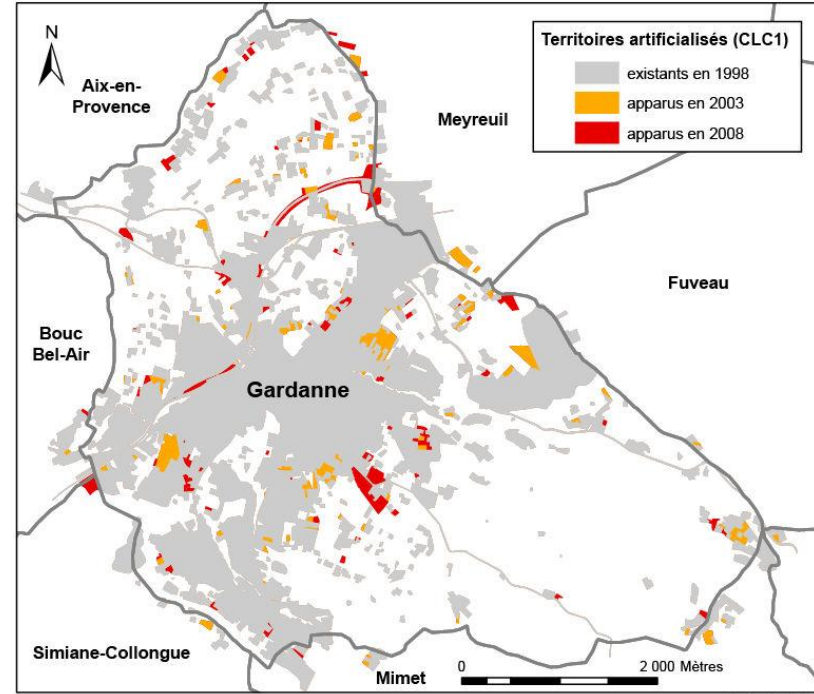 N
Territoires artificialisés (CLC1)
existants en 1998
apparus en 2003
apparus en 2008
Aix-en-
Provence
Meyreuil
Fuveau
Bouc
Bel-Air
Gardanne
Simiane-Collongue
Mimet
0 2 000 Mètres